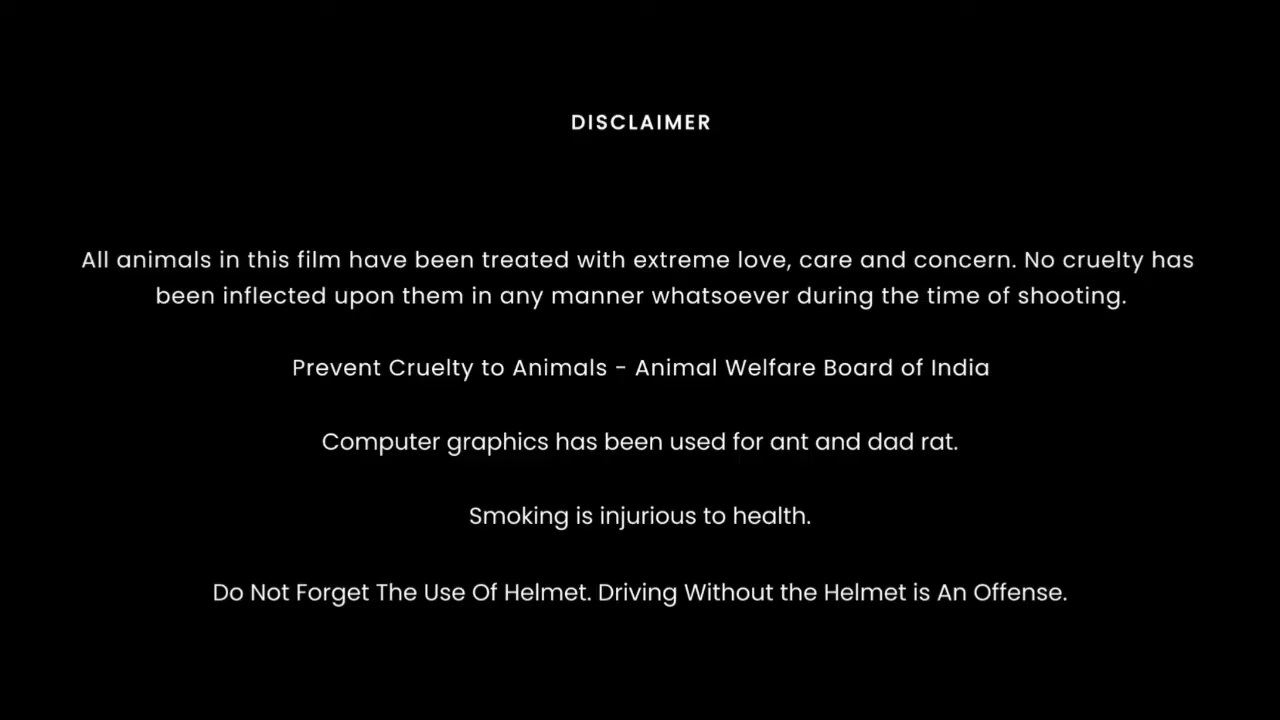 DISCLAIMER
All animals in this film have been treated with extreme love, care and concern. No cruelty has
been inflected upon them in any manner whatsoever during the time of shooting.
Prevent Cruelty to Animals - Animal Welfare Board of India
Computer graphics has been used for ant and dad rat.
Smoking is injurious to health.
Do Not Forget The Use Of Helmet. Driving Without the Helmet is An Offense.